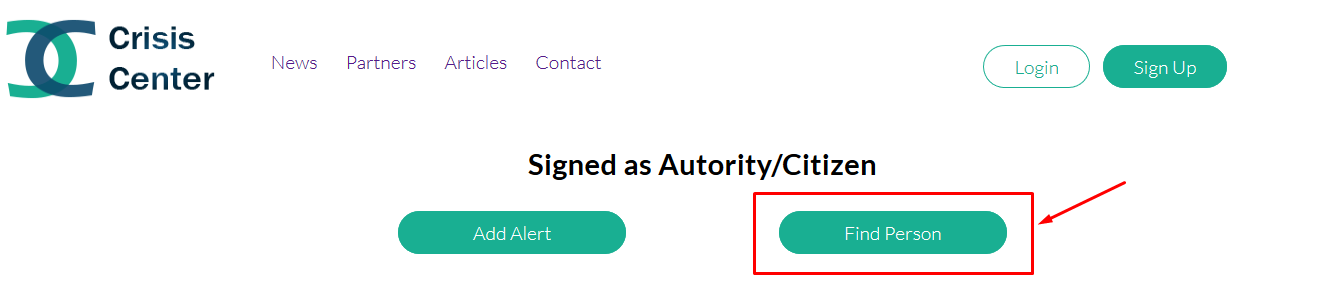 Crisis
Center
News Partners Articles Contact
Login Sign Up
Signed as Autority/Citizen
Add Alert Find Person